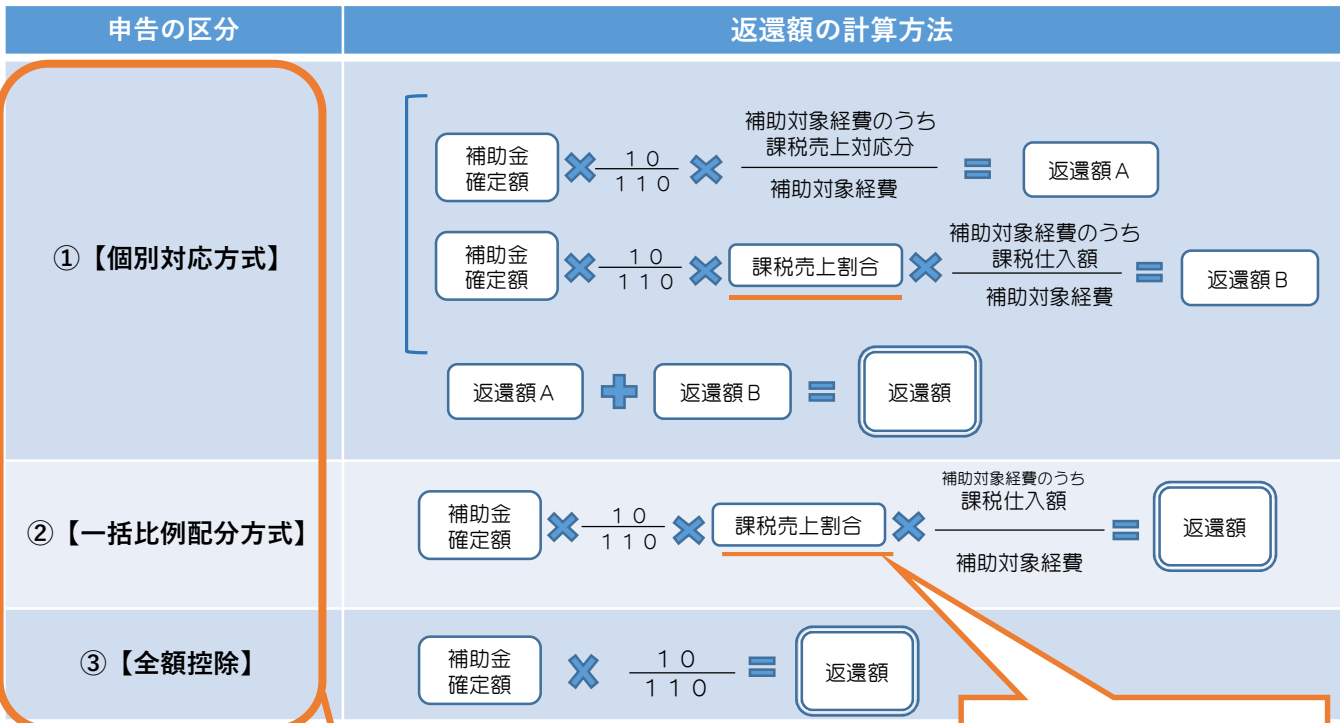 申告の区分
返還額の計算方法
①【個別対応方式】
補助金
確定額
✖
１０
１１０
✖
補助対象経費のうち
課税売上対応分
補助対象経費
＝
返還額Ａ
補助金
確定額
✖
１０
１１０
✖
課税売上割合
✖
補助対象経費のうち
課税仕入額
補助対象経費
＝
返還額Ｂ
返還額Ａ
＋
返還額Ｂ
＝
返還額
②【一括比例配分方式】
補助金
確定額
✖
１０
１１０
✖
課税売上割合
✖
補助対象経費のうち
課税仕入額
補助対象経費
＝
返還額
③【全額控除】
補助金
確定額
✖
１０
１１０
＝
返還額